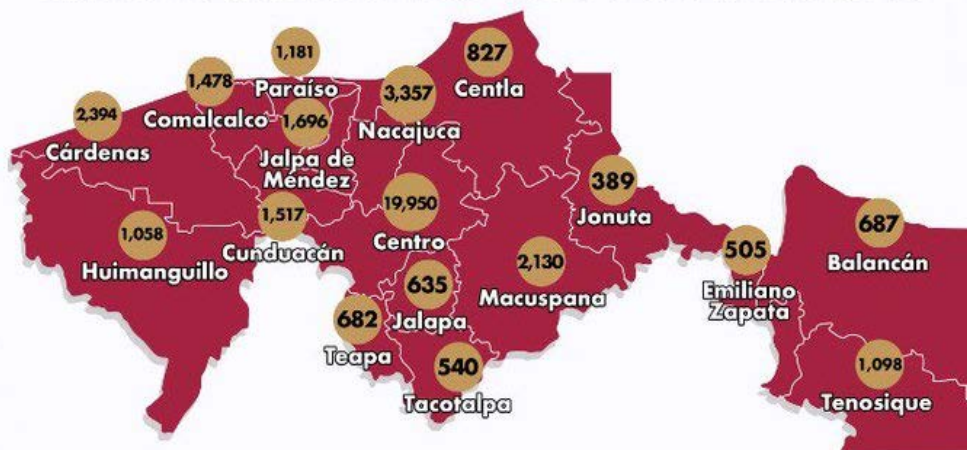 1,181
Paraíso
827
Centla
1,478
Comalcalco
3,357
Nacajuca
2,394
Cárdenas
1,696
Jalpa de
Méndez
389
Jonuta
19,950
Centro
1,517
Cunduacán
1,058
Huimanguillo
687
Balancán
505
Emiliano
Zapata
2,130
Macuspana
635
Jalapa
682
Teapa
540
Tacotalpa
1,098
Tenosique